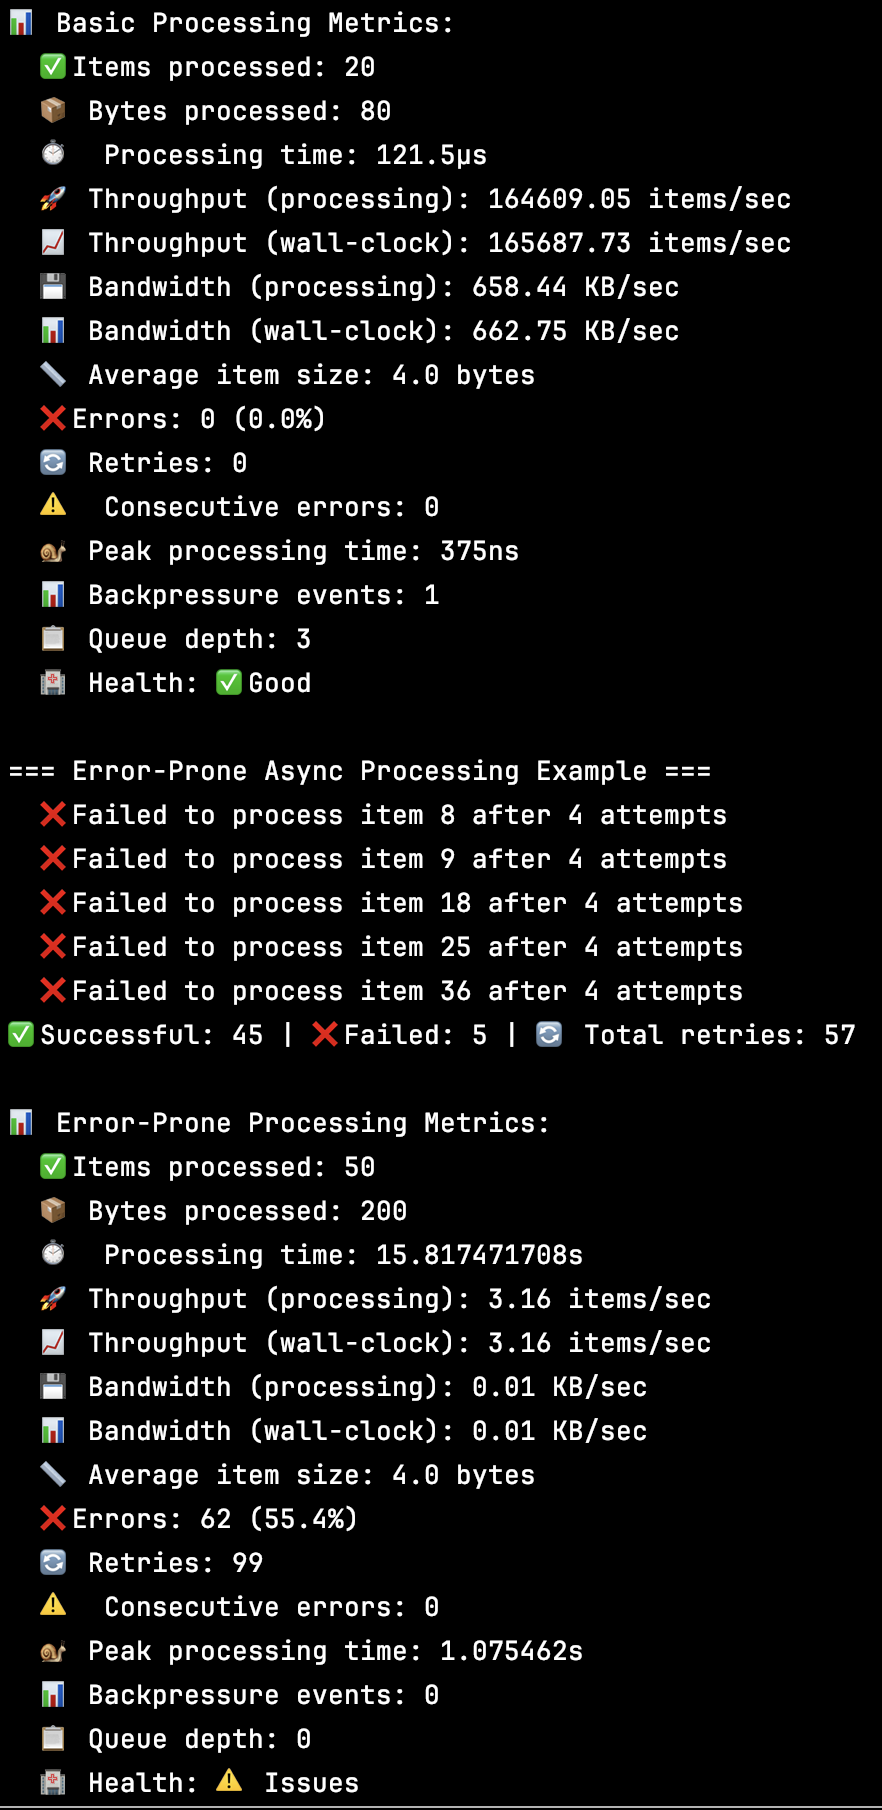 📊 Basic Processing Metrics:
✅ Items processed: 20
📦 Bytes processed: 80
⏱️ Processing time: 121.5µs
🚀 Throughput (processing): 164609.05 items/sec
📈 Throughput (wall-clock): 165687.73 items/sec
💾 Bandwidth (processing): 658.44 KB/sec
📊 Bandwidth (wall-clock): 662.75 KB/sec
📏 Average item size: 4.0 bytes
❌ Errors: 0 (0.0%)
🔄 Retries: 0
⚠️ Consecutive errors: 0
🐌 Peak processing time: 375ns
📊 Backpressure events: 1
📋 Queue depth: 3
🏥 Health: ✅ Good
=== Error-Prone Async Processing Example ===
❌ Failed to process item 8 after 4 attempts
❌ Failed to process item 9 after 4 attempts
❌ Failed to process item 18 after 4 attempts
❌ Failed to process item 25 after 4 attempts
❌ Failed to process item 36 after 4 attempts
✅ Successful: 45 | ❌ Failed: 5 | 🔄 Total retries: 57
📊 Error-Prone Processing Metrics:
✅ Items processed: 50
📦 Bytes processed: 200
⏱️ Processing time: 15.817471708s
🚀 Throughput (processing): 3.16 items/sec
📈 Throughput (wall-clock): 3.16 items/sec
💾 Bandwidth (processing): 0.01 KB/sec
📊 Bandwidth (wall-clock): 0.01 KB/sec
📏 Average item size: 4.0 bytes
❌ Errors: 62 (55.4%)
🔄 Retries: 99
⚠️ Consecutive errors: 0
🐌 Peak processing time: 1.075462s
📊 Backpressure events: 0
📋 Queue depth: 0
🏥 Health: ⚠️ Issues